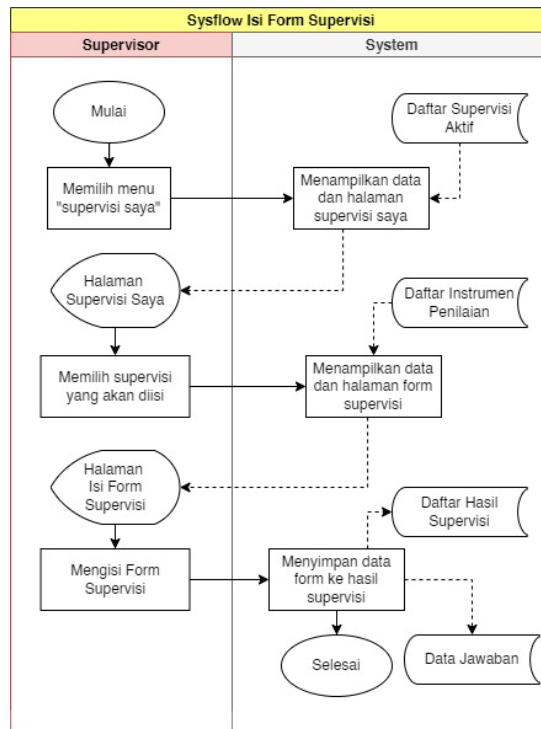 Sysflow Isi Form Supervisi
Supervisor
System
Mulai
Daftar Supervisi
Aktif
Memilih menu
"supervisi saya"
Menampilkan data
dan halaman
supervisi saya
Halaman
Supervisi Saya
Daftar Instrumen
Penilaian
Memilih supervisi
yang akan diisi
Menampilkan data
dan halaman form
supervisi
Halaman
Isi Form
Supervisi
Daftar Hasil
Supervisi
Mengisi Form
Supervisi
Menyimpan data
form ke hasil
supervisi
Selesai
Data Jawaban